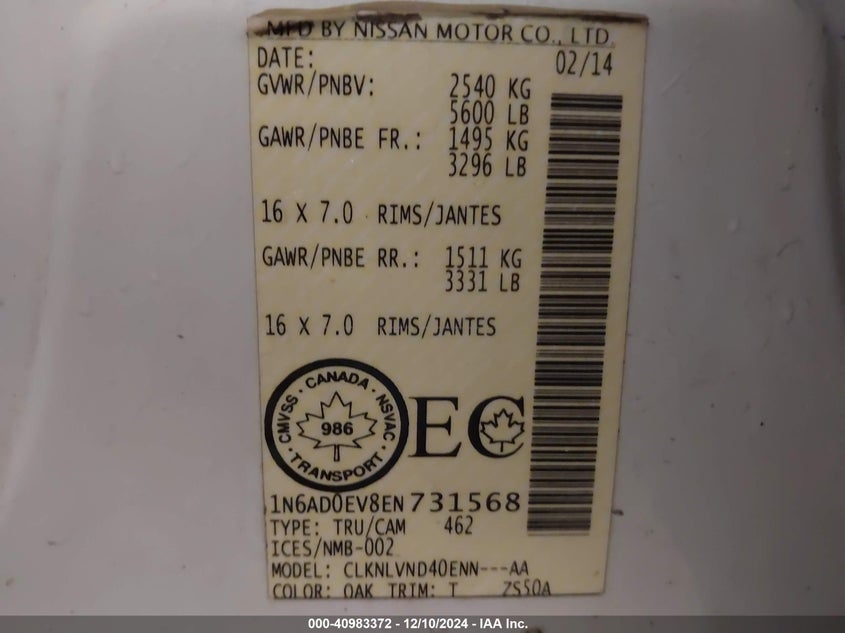 MFD BY NISSAN MOTOR CO., LTD.
DATE: 02/14
GVWR/PNBV: 2540 KG
5600 LB
GAWR/PNBE FR.: 1495 KG
3296 LB
16 X 7.0 RIMS/JANTES
GAWR/PNBE RR.: 1511 KG
3331 LB
16 X 7.0 RIMS/JANTES
CMVSS · CANADA · NSVAC · TRANSPORT ·
986
EC
1N6AD0EV8EN731568
TYPE: TRU/CAM 462
ICES/NMB-002
MODEL: CLKNLVND40ENN---AA
COLOR: QAK TRIM: T ZS50A
000-40983372 - 12/10/2024 - IAA Inc.